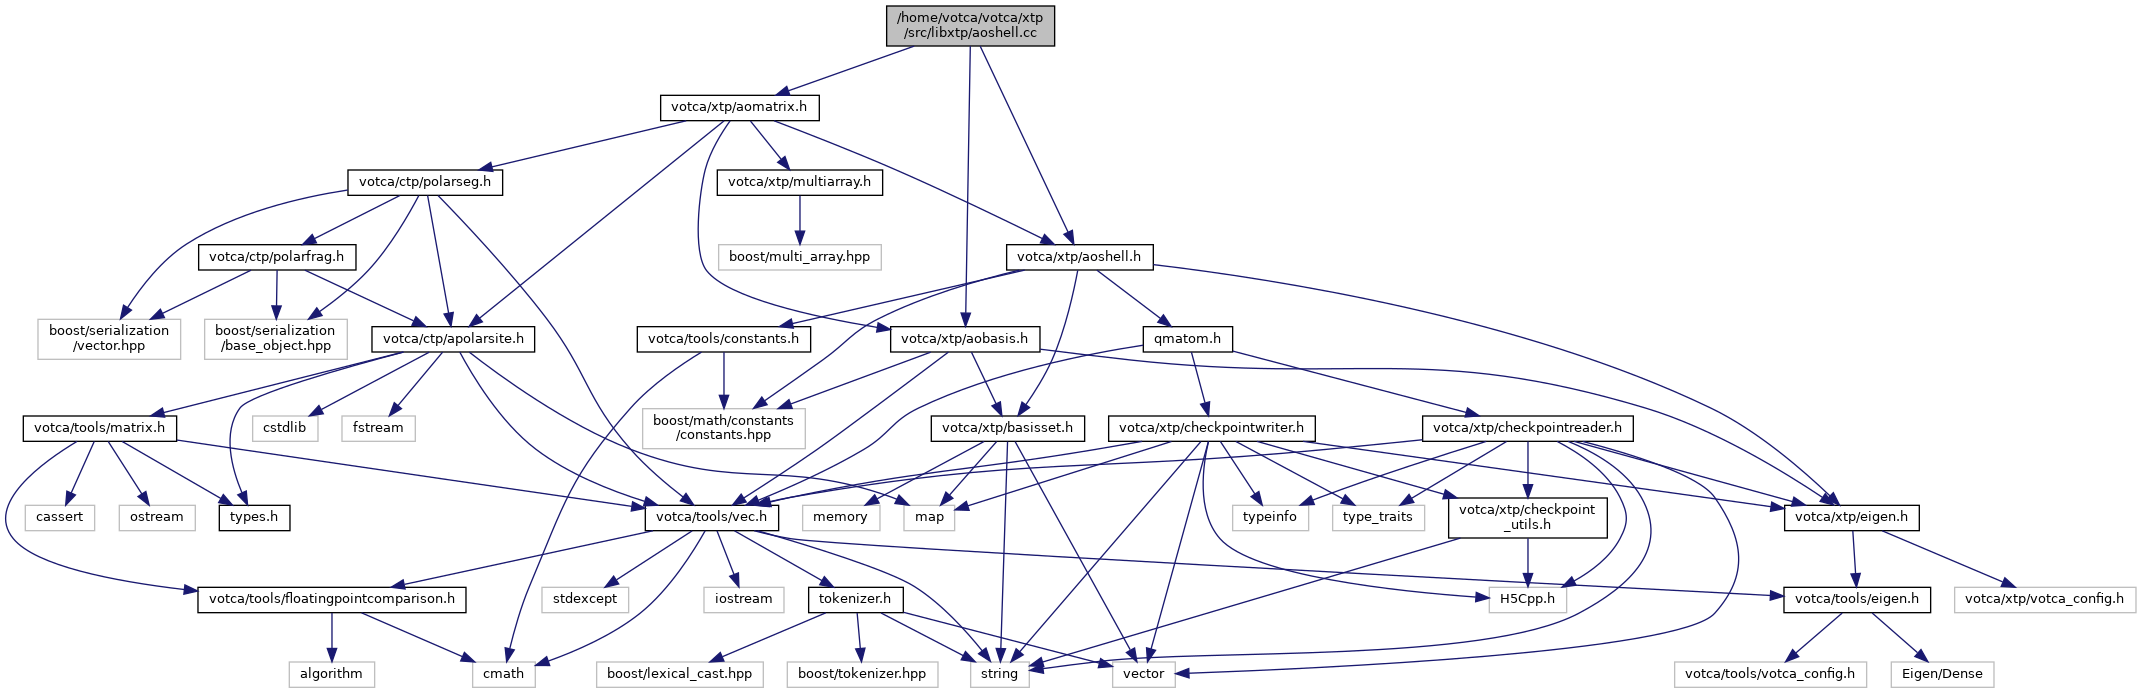 /home/votca/votca/xtp
/src/libxtp/aoshell.cc
votca/xtp/aomatrix.h
votca/ctp/polarseg.h
votca/xtp/multiarray.h
votca/ctp/polarfrag.h
boost/multi_array.hpp
votca/xtp/aoshell.h
boost/serialization
/vector.hpp
boost/serialization
/base_object.hpp
votca/ctp/apolarsite.h
votca/tools/constants.h
votca/xtp/aobasis.h
qmatom.h
votca/tools/matrix.h
cstdlib
fstream
boost/math/constants
/constants.hpp
votca/xtp/basisset.h
votca/xtp/checkpointwriter.h
votca/xtp/checkpointreader.h
cassert
ostream
types.h
votca/tools/vec.h
memory
map
typeinfo
type_traits
votca/xtp/checkpoint
_utils.h
votca/xtp/eigen.h
votca/tools/floatingpointcomparison.h
stdexcept
iostream
tokenizer.h
H5Cpp.h
votca/tools/eigen.h
votca/xtp/votca_config.h
algorithm
cmath
boost/lexical_cast.hpp
boost/tokenizer.hpp
string
vector
votca/tools/votca_config.h
Eigen/Dense